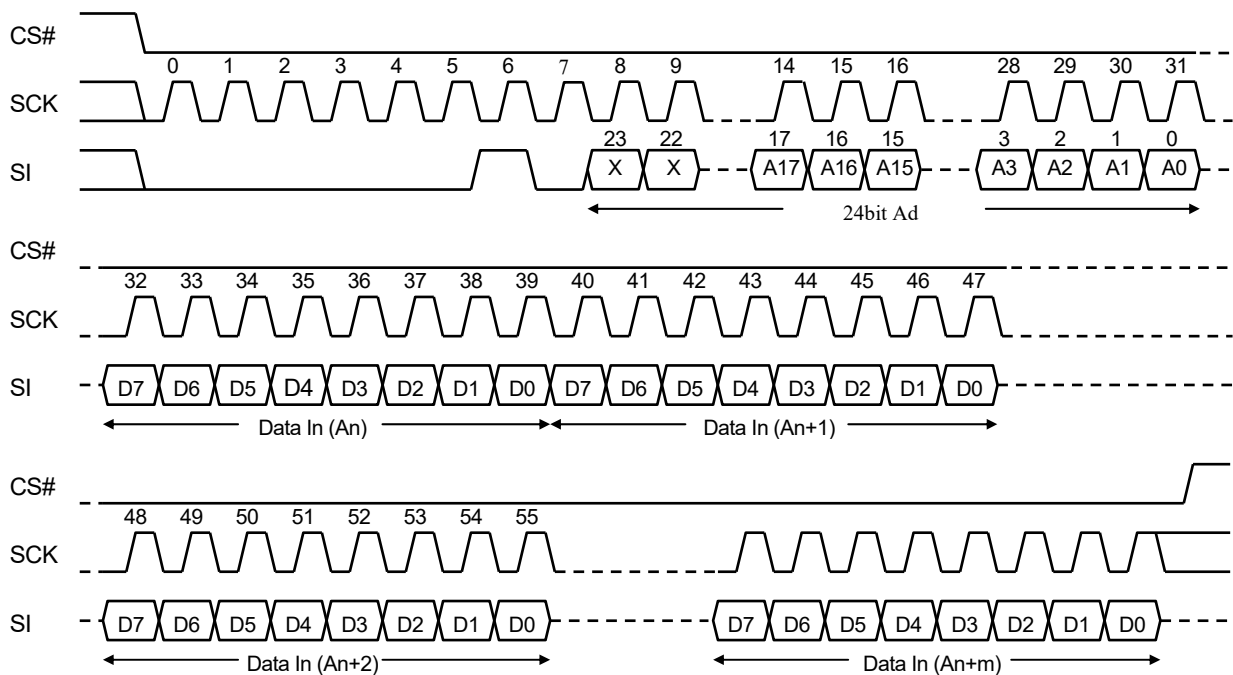 CS#
0 1 2 3 4 5 6 7 8 9 14 15 16 28 29 30 31
SCK
23 22 17 16 15 3 2 1 0
SI X X A17 A16 A15 A3 A2 A1 A0
24bit Ad
CS#
32 33 34 35 36 37 38 39 40 41 42 43 44 45 46 47
SCK
SI D7 D6 D5 D4 D3 D2 D1 D0 D7 D6 D5 D4 D3 D2 D1 D0
Data In (An) Data In (An+1)
CS#
48 49 50 51 52 53 54 55
SCK
SI D7 D6 D5 D4 D3 D2 D1 D0 D7 D6 D5 D4 D3 D2 D1 D0
Data In (An+2) Data In (An+m)